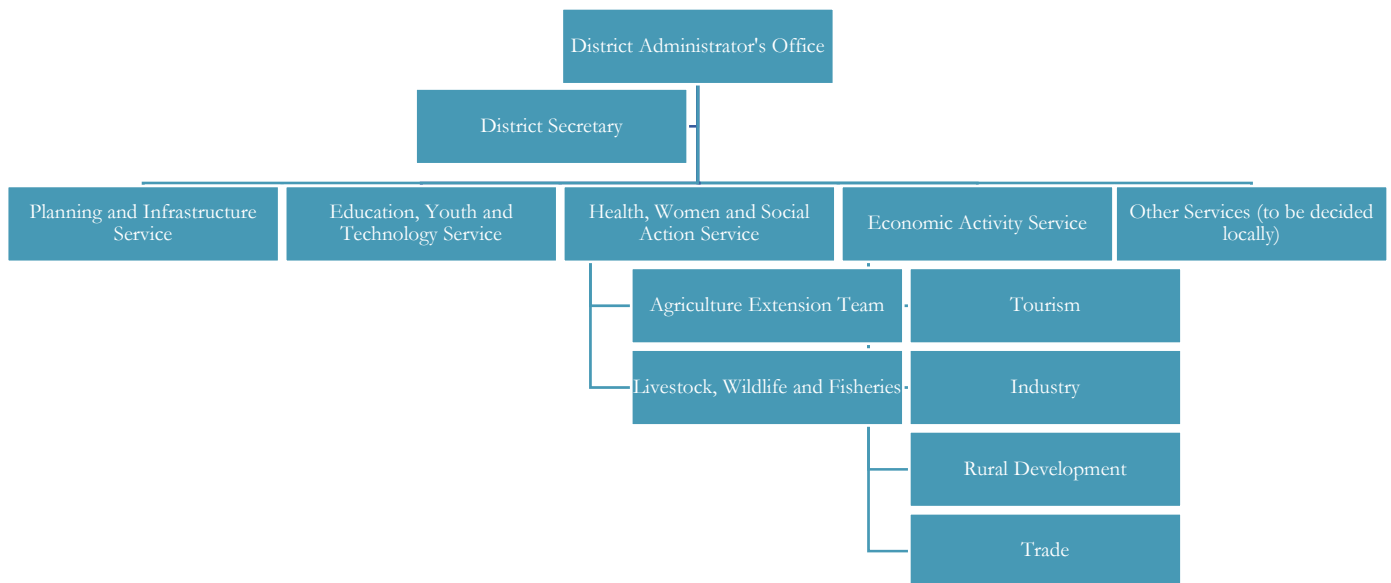 District Administrator's Office
District Secretary
Planning and Infrastructure
Service
Education, Youth and
Technology Service
Health, Women and Social
Action Service
Economic Activity Service
Other Services (to be decided
locally)
Agriculture Extension Team
Tourism
Livestock, Wildlife and Fisheries
Industry
Rural Development
Trade